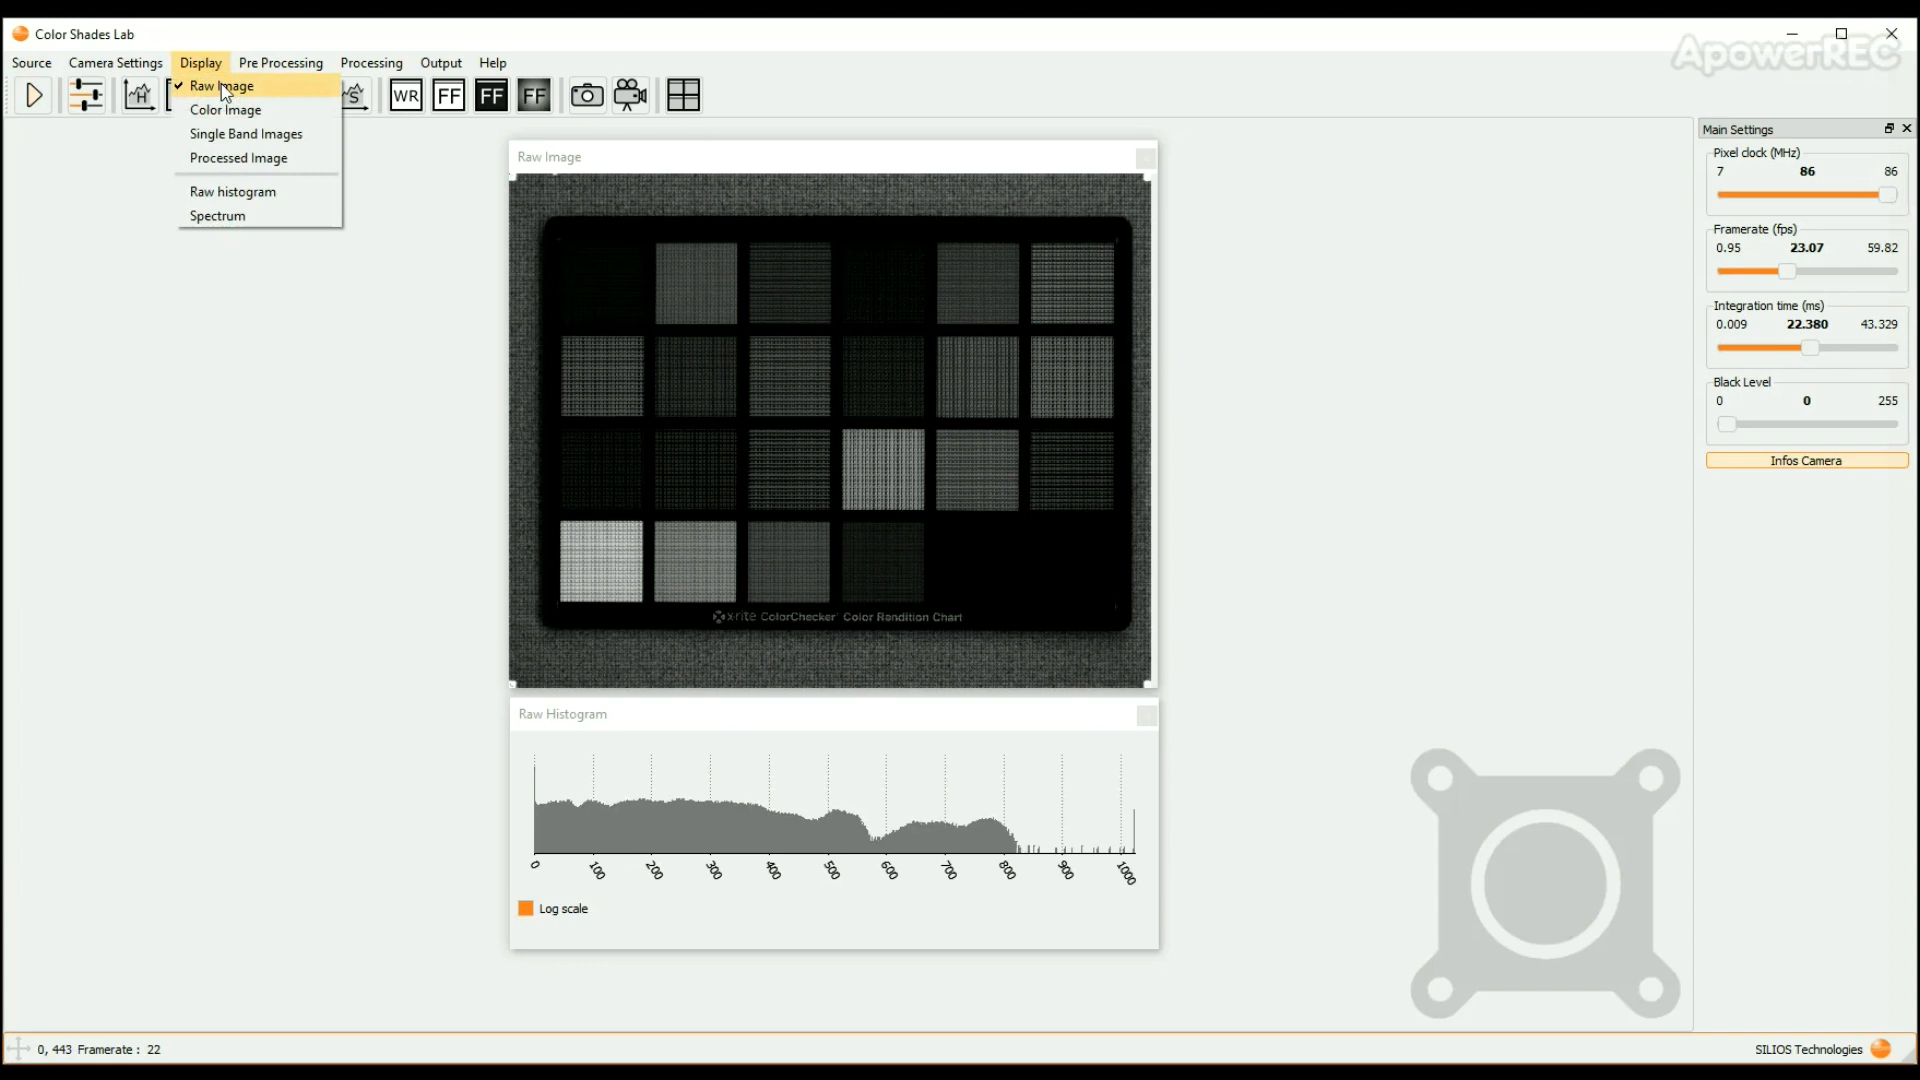 Color Shades Lab
ApowerREC
Source Camera Settings Display Pre Processing Processing Output Help
Raw Image
Color Image
Single Band Images
Processed Image
Raw histogram
Spectrum
H S WR FF FF FF
Raw Image
x-rite ColorChecker Color Rendition Chart
Raw Histogram
0 100 200 300 400 500 600 700 800 900 1000
Log scale
Main Settings
Pixel clock (MHz)
7 86 86
Framerate (fps)
0.95 23.07 59.82
Integration time (ms)
0.009 22.380 43.329
Black Level
0 0 255
Infos Camera
0, 443 Framerate : 22
SILIOS Technologies